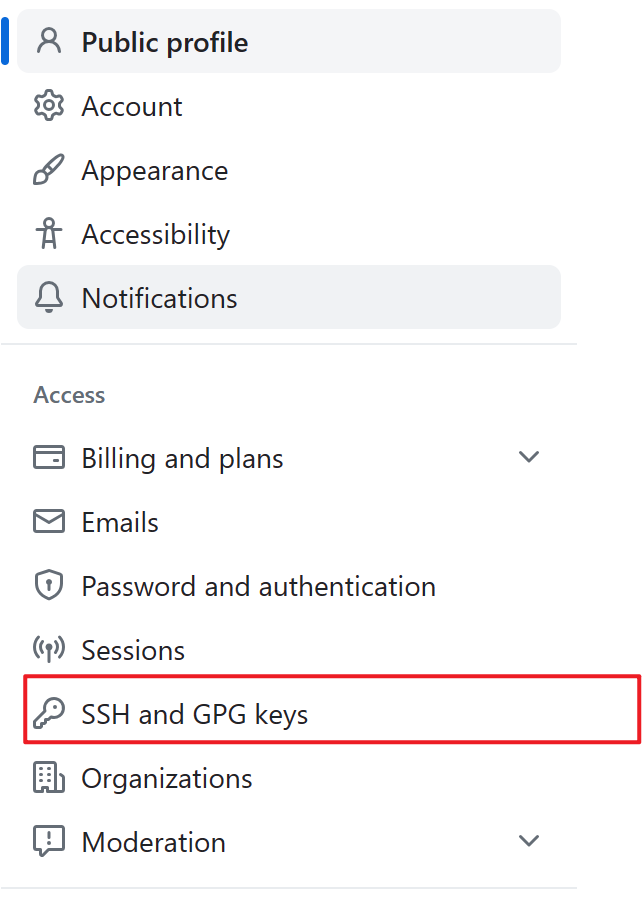 Public profile
Account
Appearance
Accessibility
Notifications
Access
Billing and plans
Emails
Password and authentication
Sessions
SSH and GPG keys
Organizations
Moderation